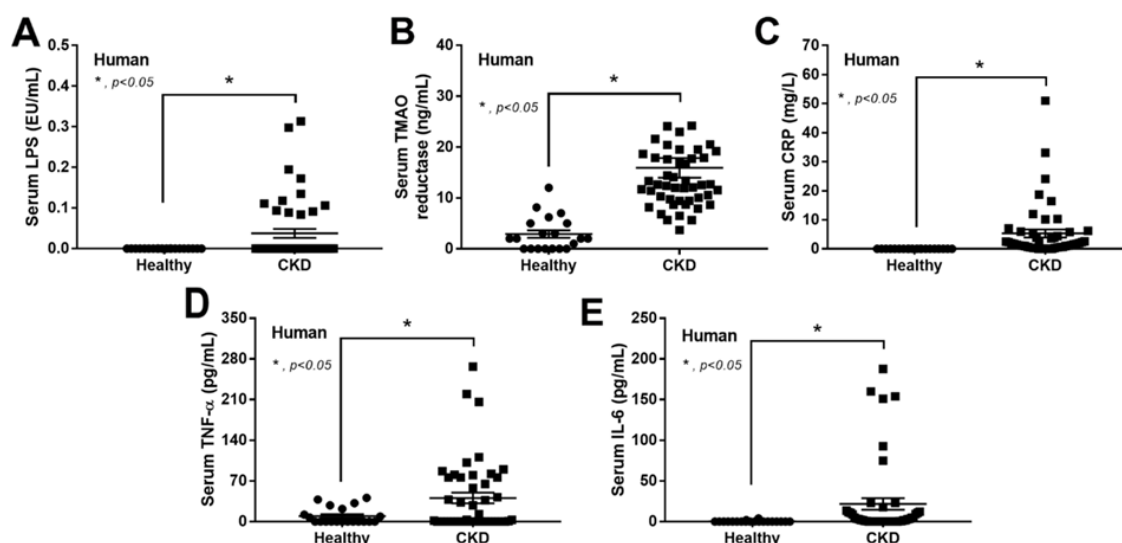 A
Serum LPS (EU/mL)
0.5
0.4
0.3
0.2
0.1
0.0
Human
*, p<0.05
*
Healthy
CKD
B
Serum TMAO
reductase (ng/mL)
40
30
20
10
0
Human
*, p<0.05
*
Healthy
CKD
C
Serum CRP (mg/L)
70
60
50
40
30
20
10
0
Human
*, p<0.05
*
Healthy
CKD
D
Serum TNF-α (pg/mL)
350
280
210
140
70
0
Human
*, p<0.05
*
Healthy
CKD
E
Serum IL-6 (pg/mL)
250
200
150
100
50
0
Human
*, p<0.05
*
Healthy
CKD